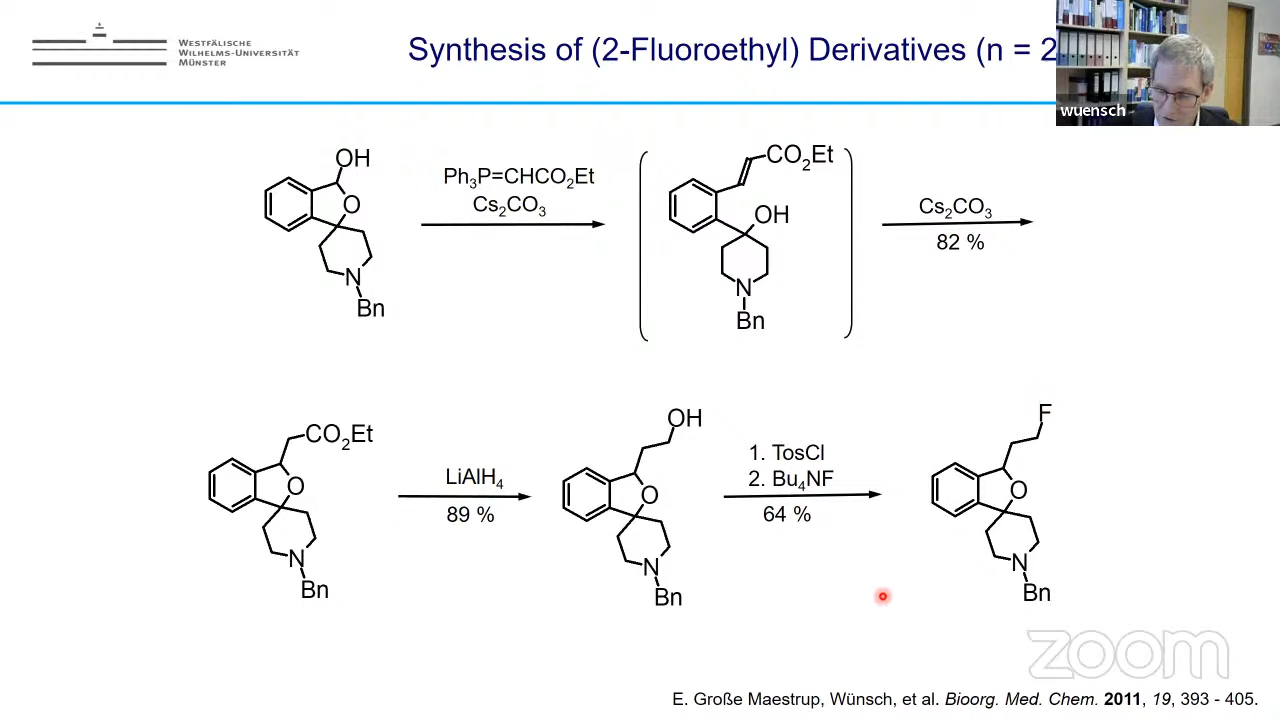 WESTFÄLISCHE
WILHELMS-UNIVERSITÄT
MÜNSTER
Synthesis of (2-Fluoroethyl) Derivatives (n = 2
wuensch
OH
O
N
Bn
Ph3P=CHCO2Et
Cs2CO3
CO2Et
OH
N
Bn
Cs2CO3
82 %
CO2Et
O
N
Bn
LiAlH4
89 %
OH
O
N
Bn
1. TosCl
2. Bu4NF
64 %
F
O
N
Bn
zoom
E. Große Maestrup, Wünsch, et al. Bioorg. Med. Chem. 2011, 19, 393 - 405.